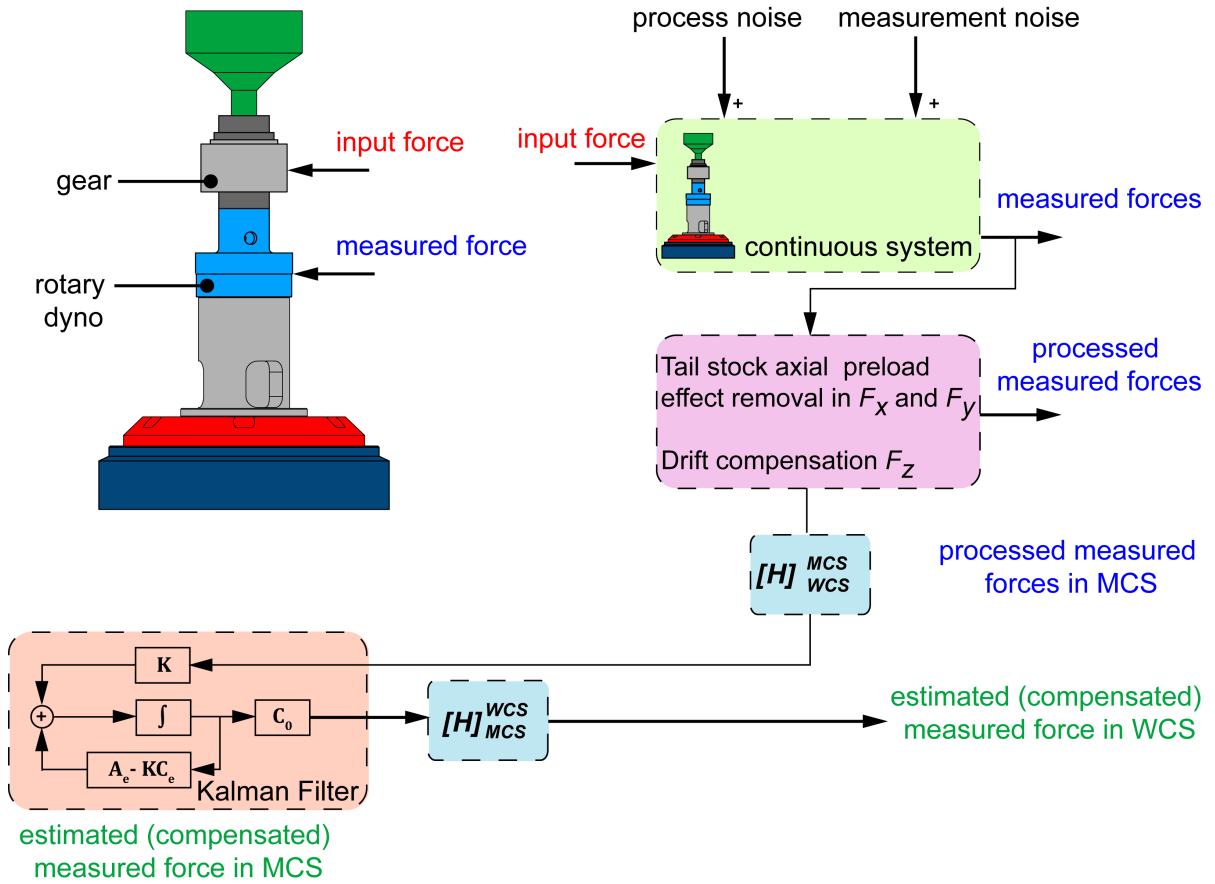 process noise
measurement noise
+
+
input force
gear
measured force
rotary
dyno
input force
measured forces
continuous system
Tail stock axial preload
effect removal in Fx and Fy
Drift compensation Fz
processed
measured forces
[H] MCS
WCS
processed measured
forces in MCS
K
+
∫
C0
Ae - KCe
Kalman Filter
[H] WCS
MCS
estimated (compensated)
measured force in WCS
estimated (compensated)
measured force in MCS